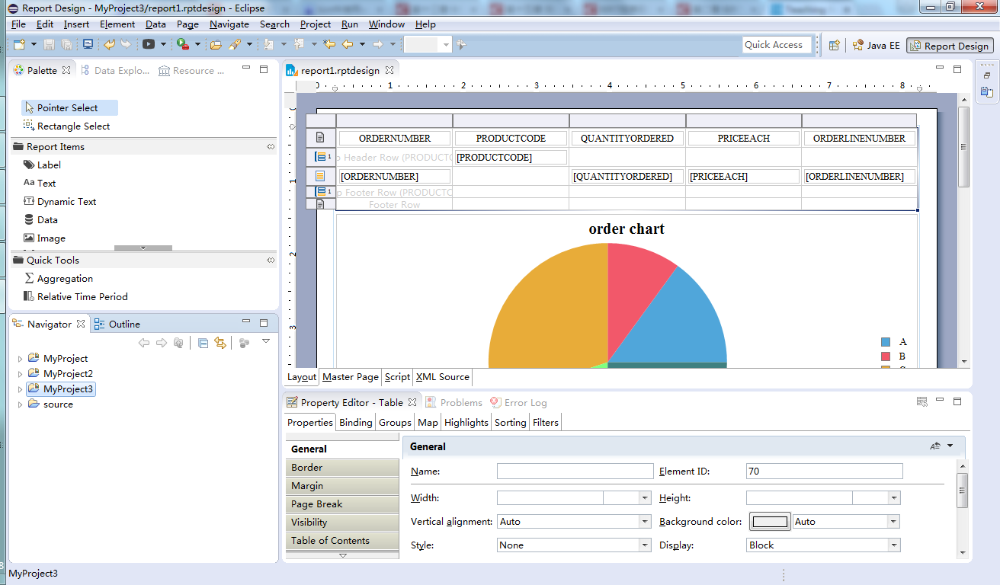 Report Design - MyProject3/report1.rptdesign - Eclipse
File Edit Insert Element Data Page Navigate Search Project Run Window Help
Quick Access Java EE Report Design
Palette Data Explo... Resource ...
Pointer Select
Rectangle Select
Report Items
Label
Text
Dynamic Text
Data
Image
Quick Tools
Aggregation
Relative Time Period
Navigator Outline
MyProject
MyProject2
MyProject3
source
report1.rptdesign
0 1 2 3 4 5 6 7 8
1
2
3
ORDERNUMBER PRODUCTCODE QUANTITYORDERED PRICEEACH ORDERLINENUMBER
1 p Header Row (PRODUCTC [PRODUCTCODE]
[ORDERNUMBER] [QUANTITYORDERED] [PRICEEACH] [ORDERLINENUMBER]
1 p Footer Row (PRODUCTC
Footer Row
order chart
A
B
Layout Master Page Script XML Source
Property Editor - Table Problems Error Log
Properties Binding Groups Map Highlights Sorting Filters
General
Border
Margin
Page Break
Visibility
Table of Contents
General
Name: Element ID: 70
Width: Height:
Vertical alignment: Auto Background color: Auto
Style: None Display: Block
MyProject3